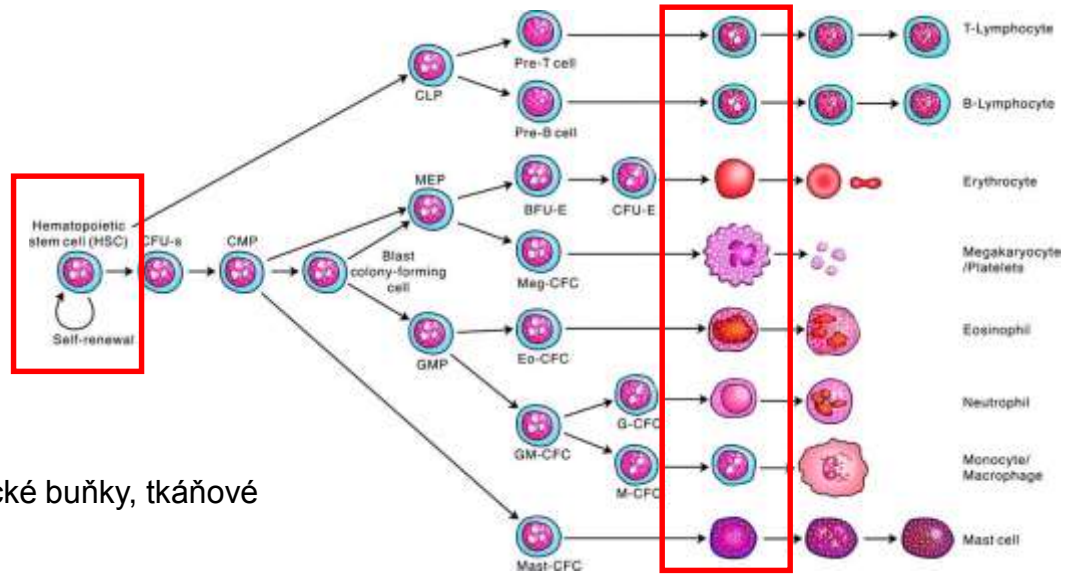 T-Lymphocyte
Pre-T cell
CLP
B-Lymphocyte
Pre-B cell
MEP
Erythrocyte
BFU-E
CFU-E
Hematopoietic
stem cell (HSC)
CFU-s
CMP
Blast
colony-forming
cell
Megakaryocyte
/Platelets
Meg-CFC
Self-renewal
Eosinophil
GMP
Eo-CFC
Neutrophil
G-CFC
GM-CFC
Monocyte/
Macrophage
M-CFC
cké buňky, tkáňové
Mast cell
Mast-CFC